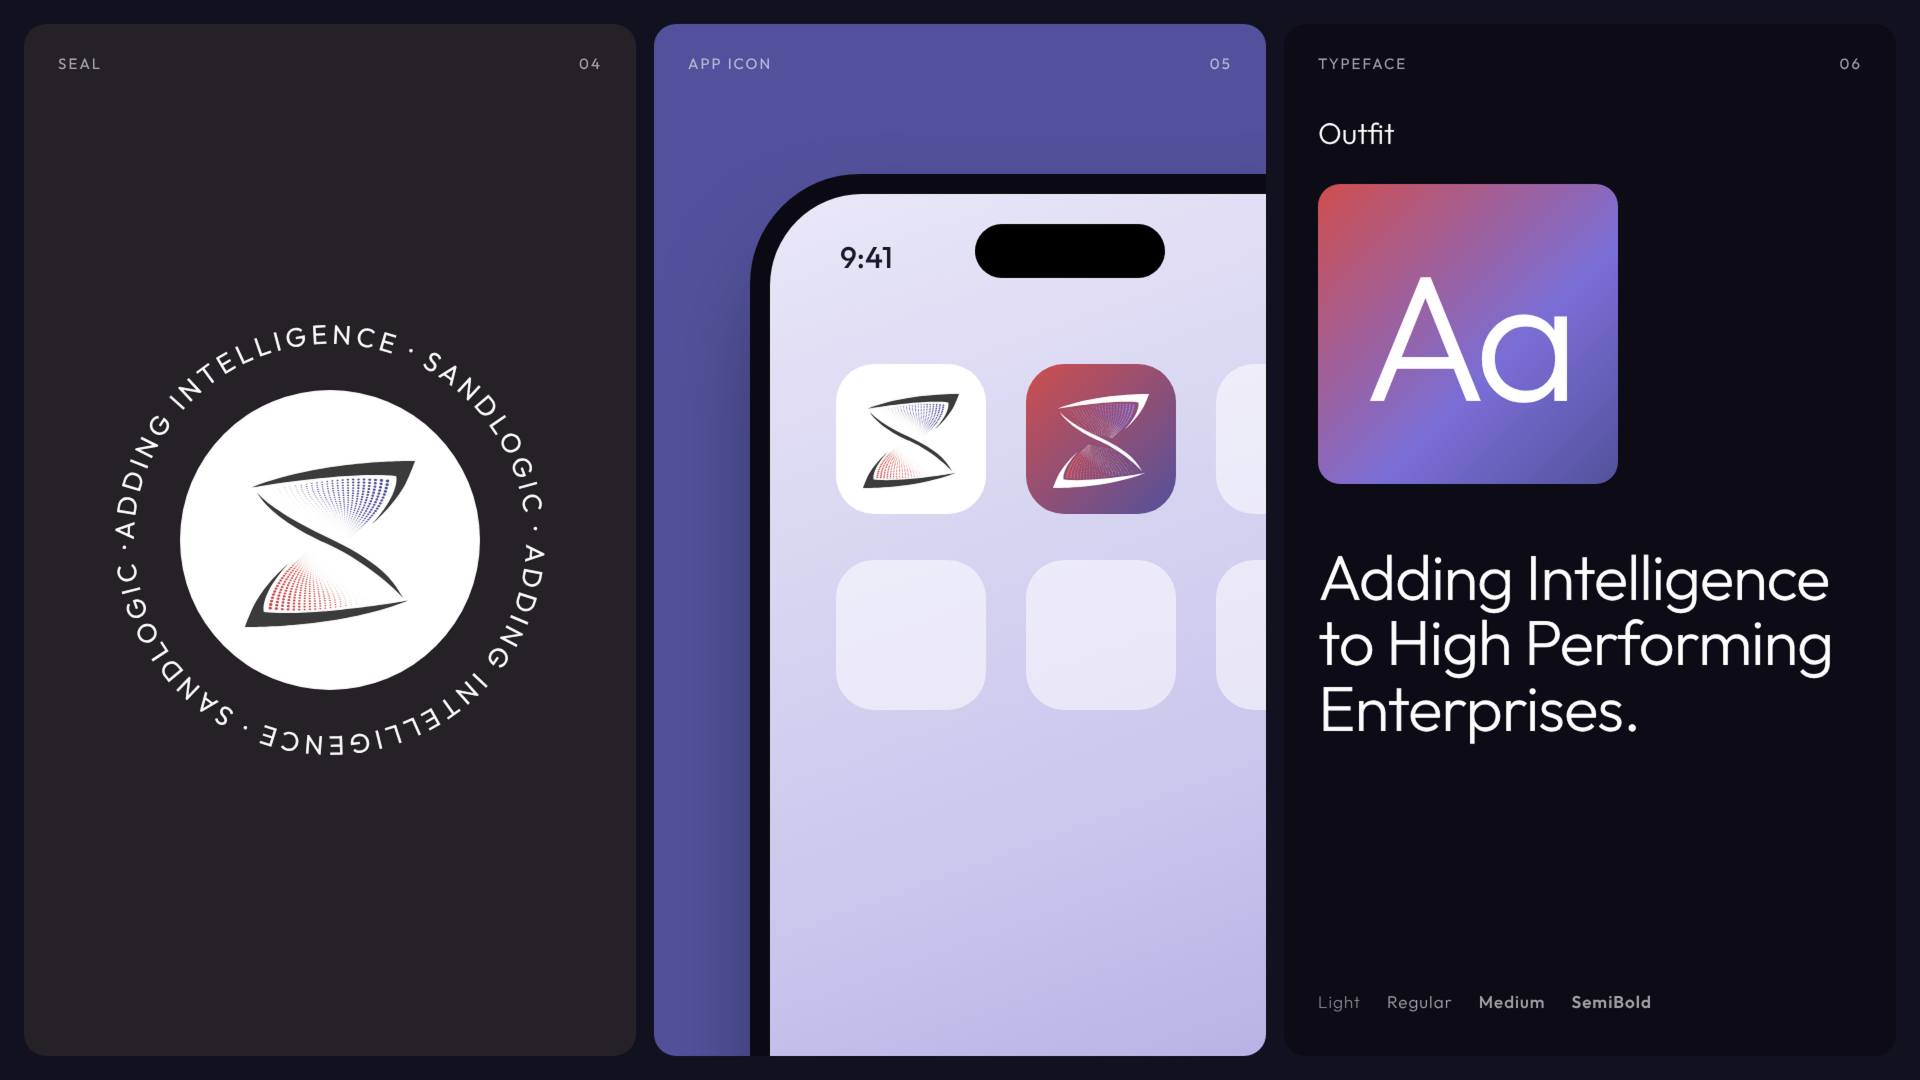 SEAL
04
ADDING INTELLIGENCE · SANDLOGIC · ADDING INTELLIGENCE · SANDLOGIC ·
APP ICON
05
9:41
TYPEFACE
06
Outfit
Aa
Adding Intelligence
to High Performing
Enterprises.
Light Regular Medium SemiBold